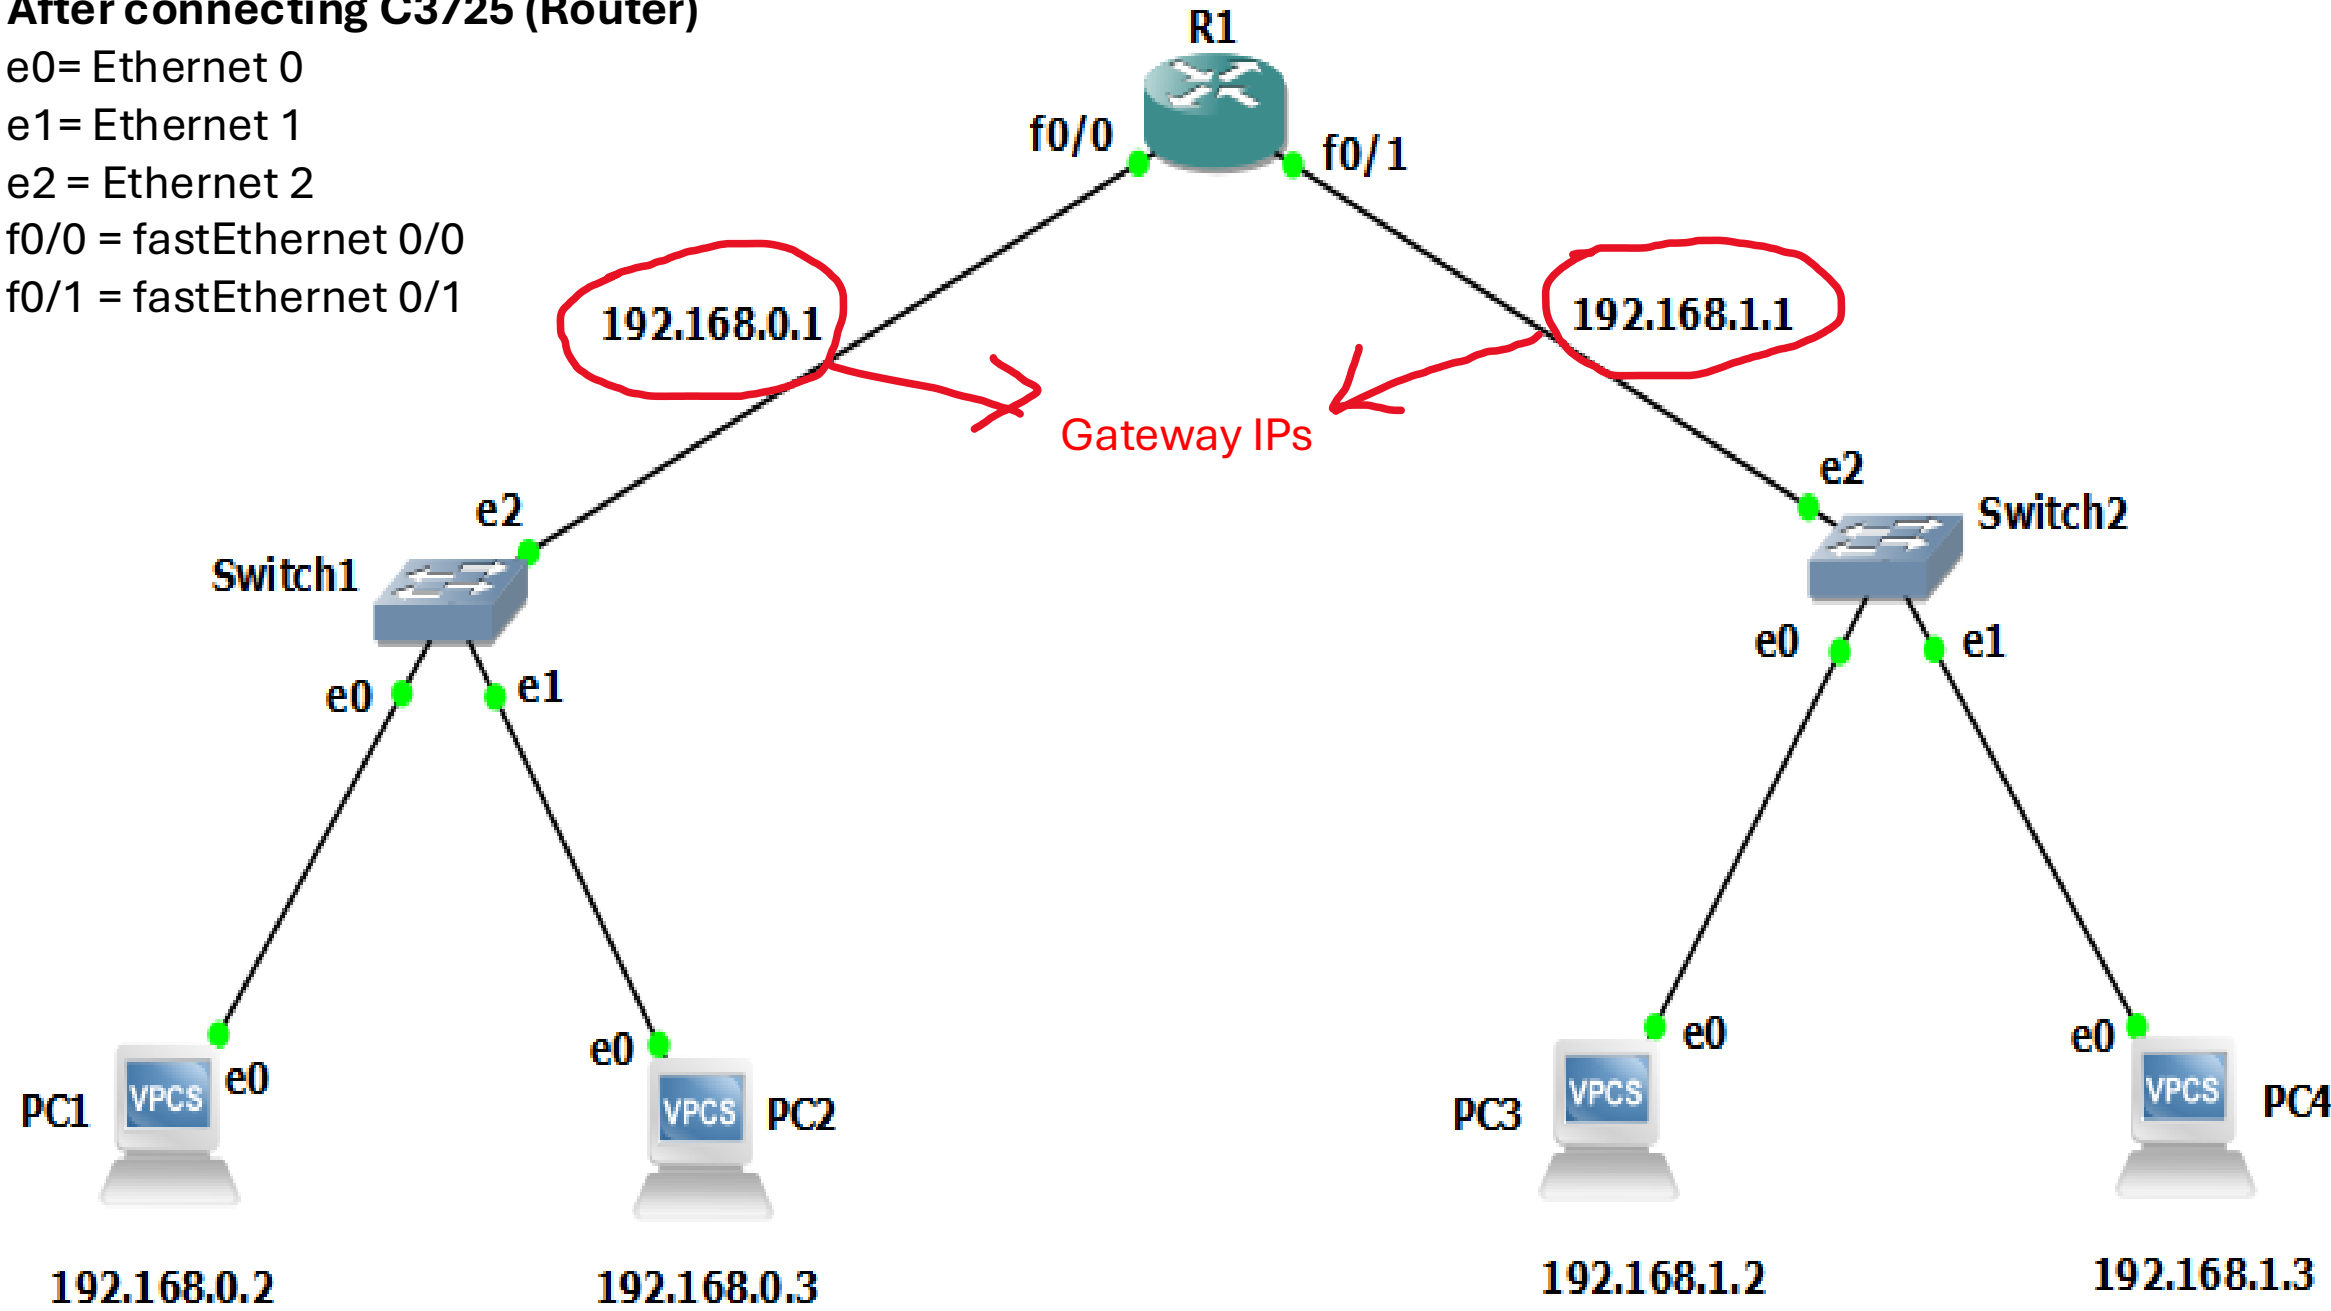 After connecting C3725 (Router)
e0= Ethernet 0
e1= Ethernet 1
e2 = Ethernet 2
f0/0 = fastEthernet 0/0
f0/1 = fastEthernet 0/1
R1
f0/0
f0/1
192.168.0.1
192.168.1.1
Gateway IPs
e2
Switch1
e0
e1
e2
Switch2
e0
e1
e0
PC1
VPCS
e0
VPCS
PC2
e0
PC3
VPCS
e0
VPCS
PC4
192.168.0.2
192.168.0.3
192.168.1.2
192.168.1.3